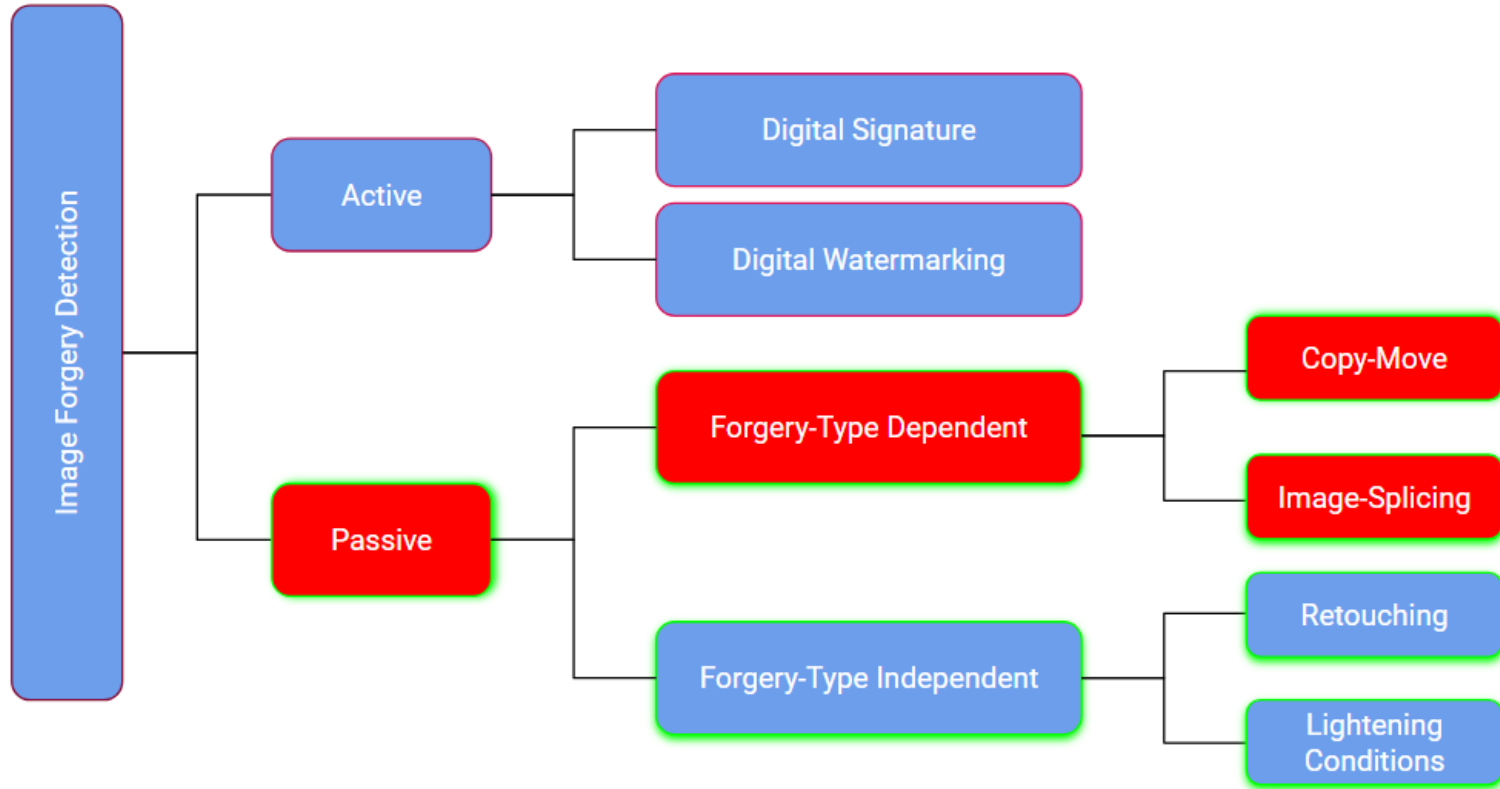 Image Forgery Detection
Active
Digital Signature
Digital Watermarking
Passive
Forgery-Type Dependent
Copy-Move
Image-Splicing
Forgery-Type Independent
Retouching
Lightening
Conditions